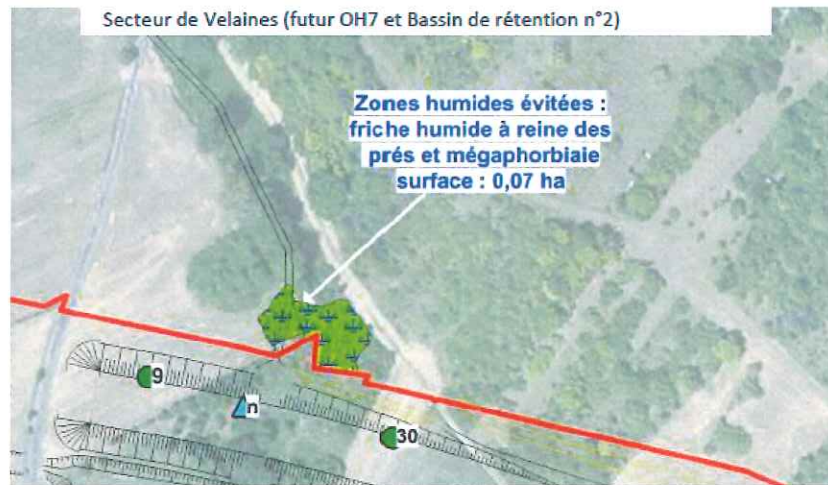 Secteur de Velaines (futur OH7 et Bassin de rétention n°2)
Zones humides évitées :
friche humide à reine des
prés et mégaphorbiaie
surface : 0,07 ha
9
n
30